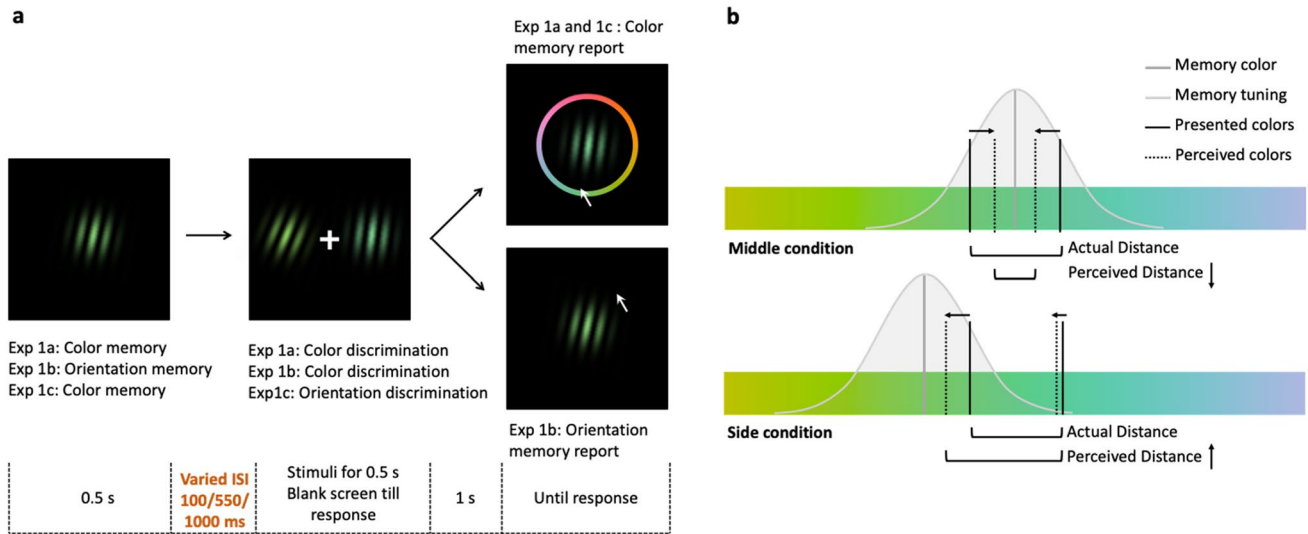 a
Exp 1a and 1c : Color
memory report
Exp 1a: Color memory
Exp 1b: Orientation memory
Exp 1c: Color memory
Exp 1a: Color discrimination
Exp 1b: Color discrimination
Exp1c: Orientation discrimination
Exp 1b: Orientation
memory report
0.5 s
Varied ISI
100/550/
1000 ms
Stimuli for 0.5 s
Blank screen till
response
1 s
Until response
b
Memory color
Memory tuning
Presented colors
Perceived colors
Middle condition
Actual Distance
Perceived Distance
Side condition
Actual Distance
Perceived Distance